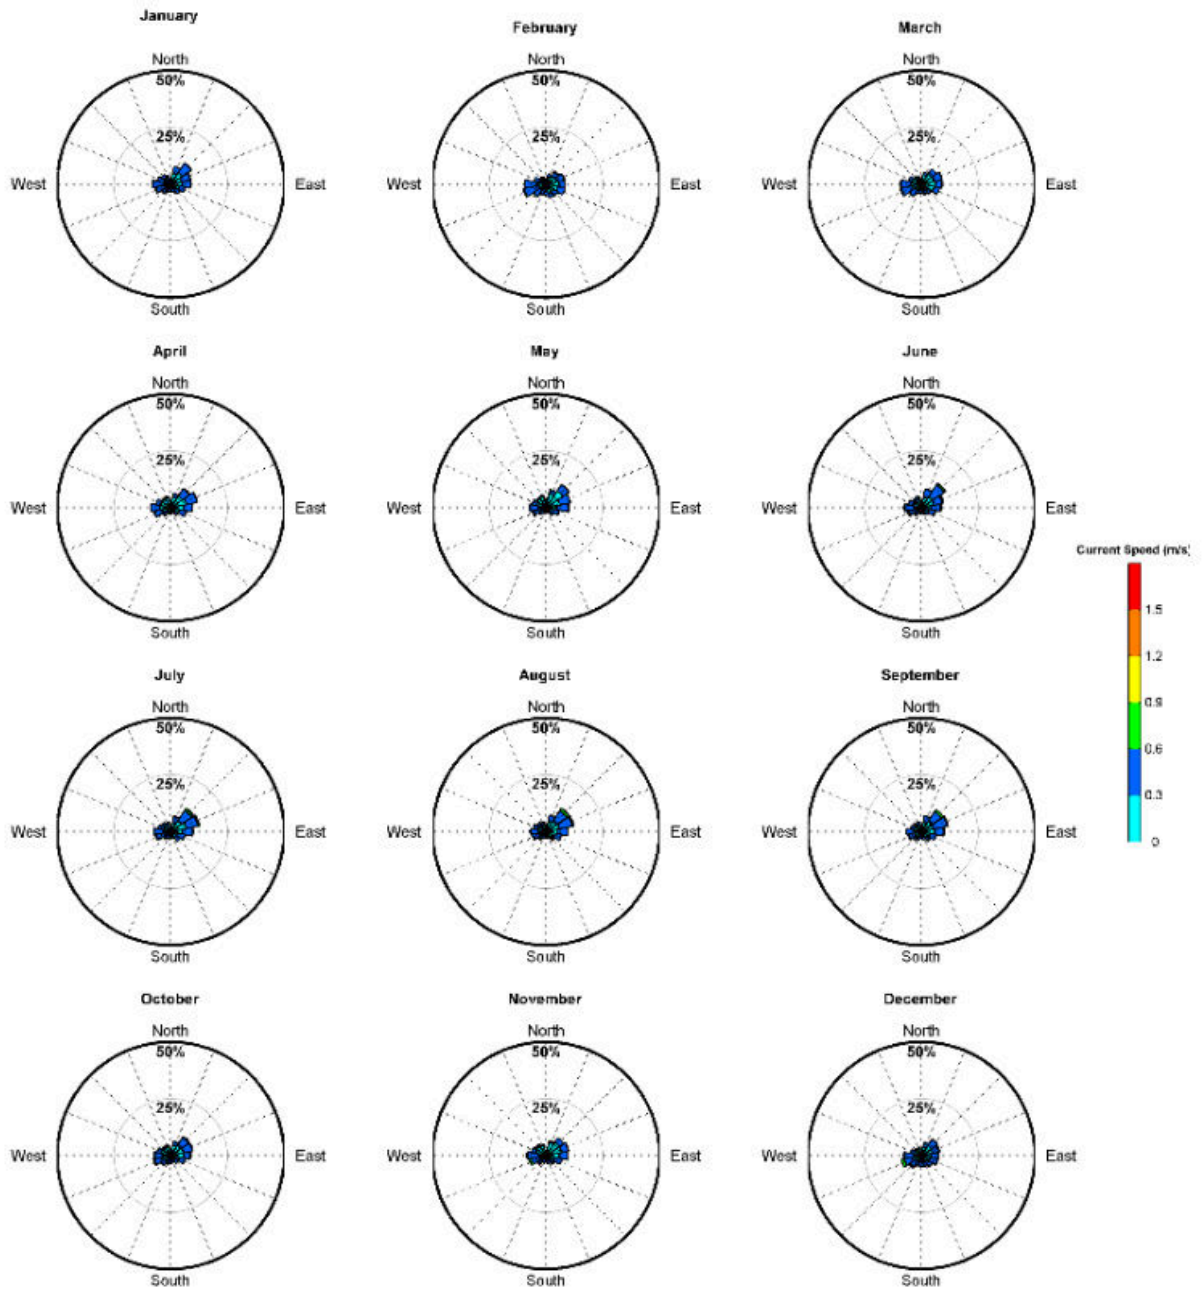 January
February
March
North
North
North
50%
50%
50%
25%
25%
25%
West
East
West
East
West
East
South
South
South
April
May
June
North
North
North
50%
50%
50%
25%
25%
25%
West
East
West
East
West
East
South
South
South
Current Speed (m/s)
1.5
1.2
0.9
0.6
0.3
0
July
August
September
North
North
North
50%
50%
50%
25%
25%
25%
West
East
West
East
West
East
South
South
South
October
November
December
North
North
North
50%
50%
50%
25%
25%
25%
West
East
West
East
West
East
South
South
South